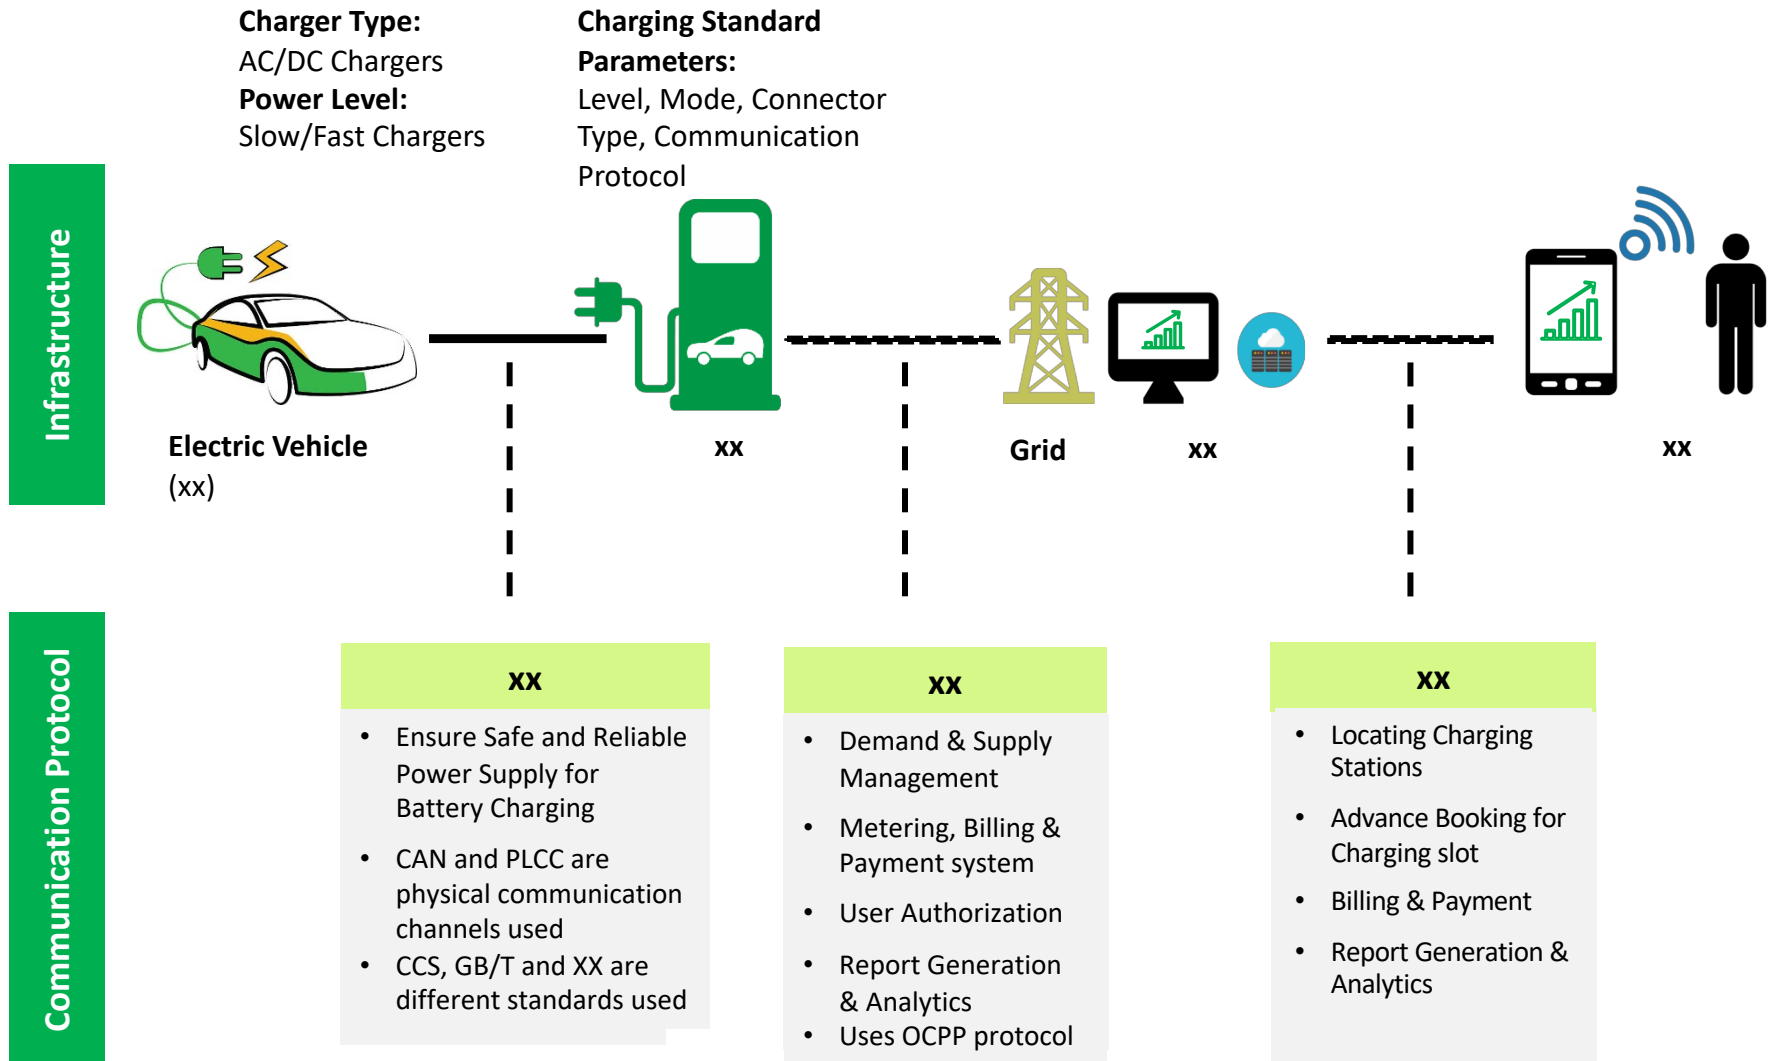 Charger Type:
AC/DC Chargers
Power Level:
Slow/Fast Chargers
Charging Standard
Parameters:
Level, Mode, Connector
Type, Communication
Protocol
Infrastructure
Electric Vehicle
(xx)
xx
Grid
xx
xx
Communication Protocol
xx
• Ensure Safe and Reliable
Power Supply for
Battery Charging
• CAN and PLCC are
physical communication
channels used
• CCS, GB/T and XX are
different standards used
xx
• Demand & Supply
Management
• Metering, Billing &
Payment system
• User Authorization
• Report Generation
& Analytics
• Uses OCPP protocol
xx
• Locating Charging
Stations
• Advance Booking for
Charging slot
• Billing & Payment
• Report Generation &
Analytics